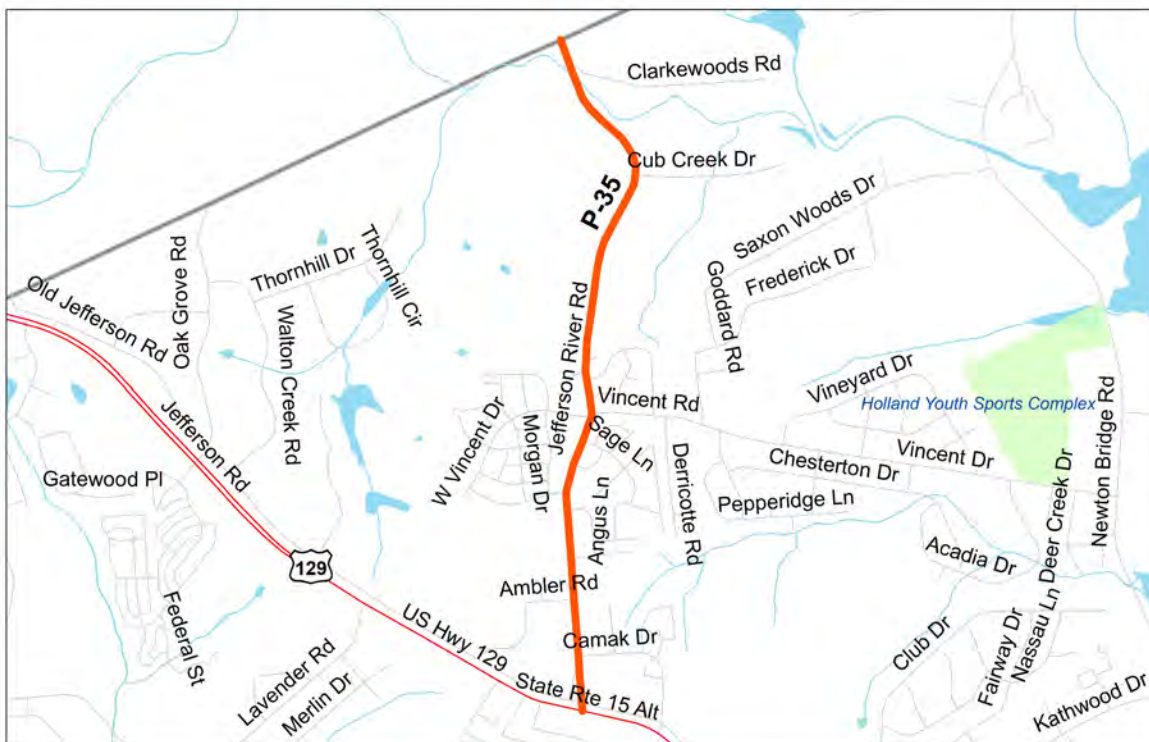 Clarkewoods Rd
Cub Creek Dr
P-35
Saxon Woods Dr
Frederick Dr
Goddard Rd
Thornhill Dr
Thornhill Cir
Oak Grove Rd
Old Jefferson Rd
Walton Creek Rd
Jefferson River Rd
Jefferson Rd
Vineyard Dr
Holland Youth Sports Complex
Vincent Rd
Sage Ln
W Vincent Dr
Morgan Dr
Vincent Dr
Chesterton Dr
Newton Bridge Rd
Gatewood Pl
Pepperidge Ln
Derricotte Rd
Angus Ln
Deer Creek Dr
Acadia Dr
129
Ambler Rd
Federal St
US Hwy 129
Camak Dr
Club Dr
Fairway Dr
Nassau Ln
Lavender Rd
Merlin Dr
State Rte 15 Alt
Kathwood Dr